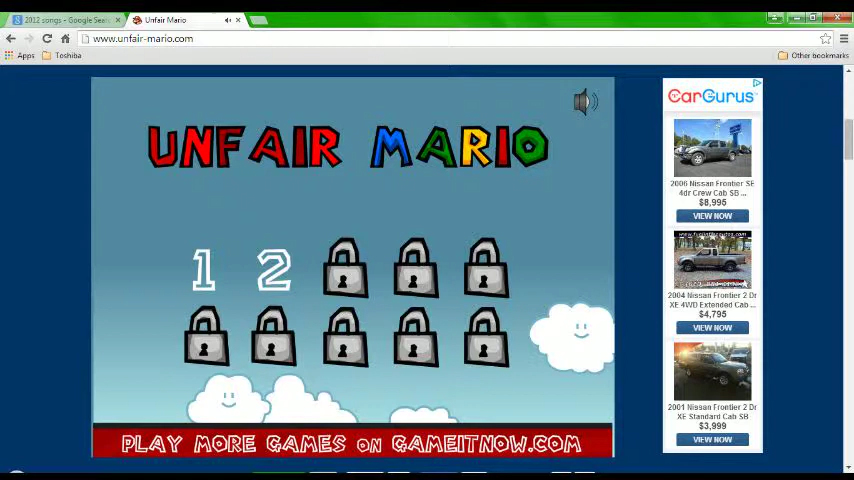 2012 songs - Google Sear
Unfair Mario
www.unfair-mario.com
Apps
Toshiba
Other bookmarks
UNFAIR MARIO
1 2
PLAY MORE GAMES ON GAMEITNOW.COM
CarGurus
2006 Nissan Frontier SE
4dr Crew Cab SB ...
$8,995
VIEW NOW
2004 Nissan Frontier 2 Dr
XE 4WD Extended Cab ...
$4,795
VIEW NOW
2001 Nissan Frontier 2 Dr
XE Standard Cab SB
$3,999
VIEW NOW